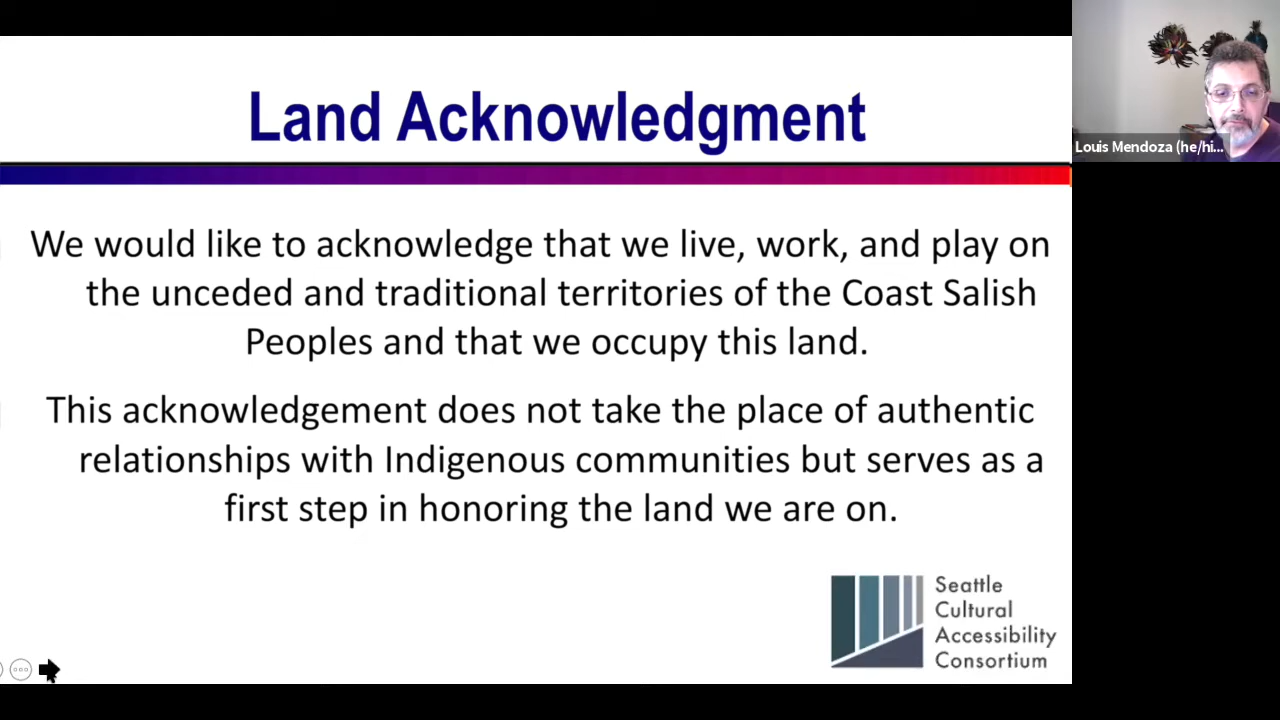 Land Acknowledgment
We would like to acknowledge that we live, work, and play on
the unceded and traditional territories of the Coast Salish
Peoples and that we occupy this land.
This acknowledgement does not take the place of authentic
relationships with Indigenous communities but serves as a
first step in honoring the land we are on.
Seattle
Cultural
Accessibility
Consortium
Louis Mendoza (he/hi...